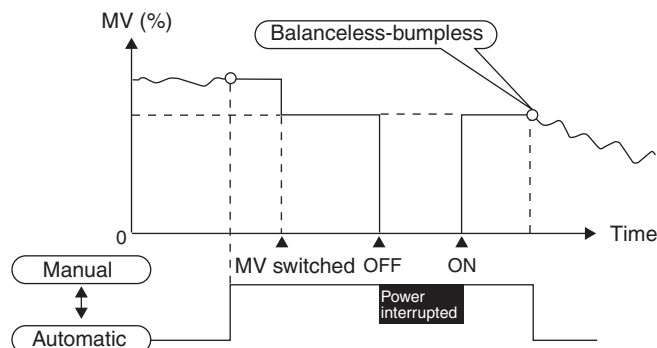 MV (%)
Balanceless-bumpless
0
Time
MV switched OFF ON
Manual
Power
interrupted
Automatic